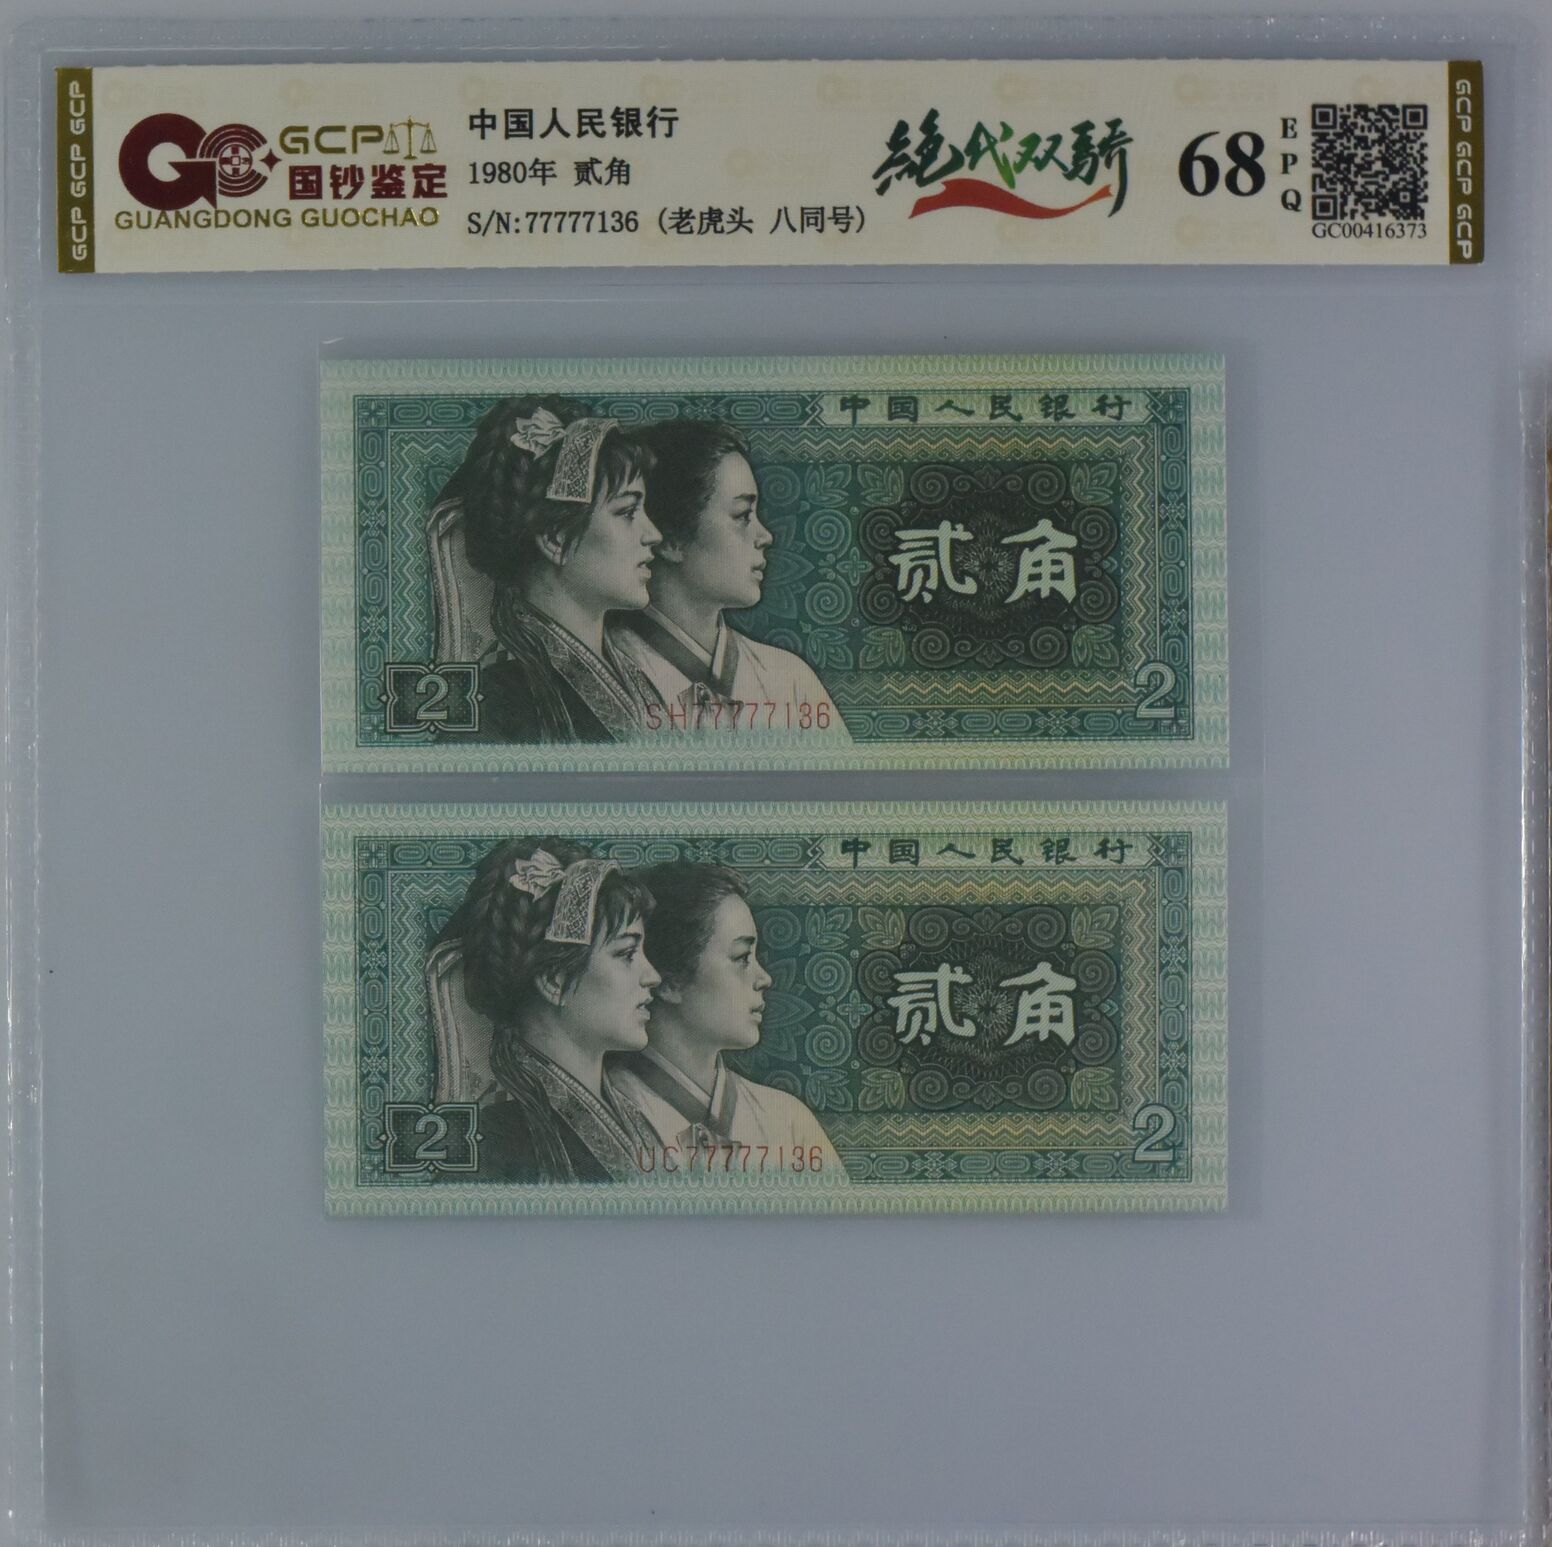 GCP GCP GCP
GCP
国钞鉴定
GUANGDONG GUOCHAO
中国人民银行
1980年 贰角
S/N:77777136 (老虎头 八同号)
絕代双骄
68
EPQ
GC00416373
GCP GCP GCP
中国人民银行
贰角
2
2
SH77777136
中国人民银行
贰角
2
2
UC77777136